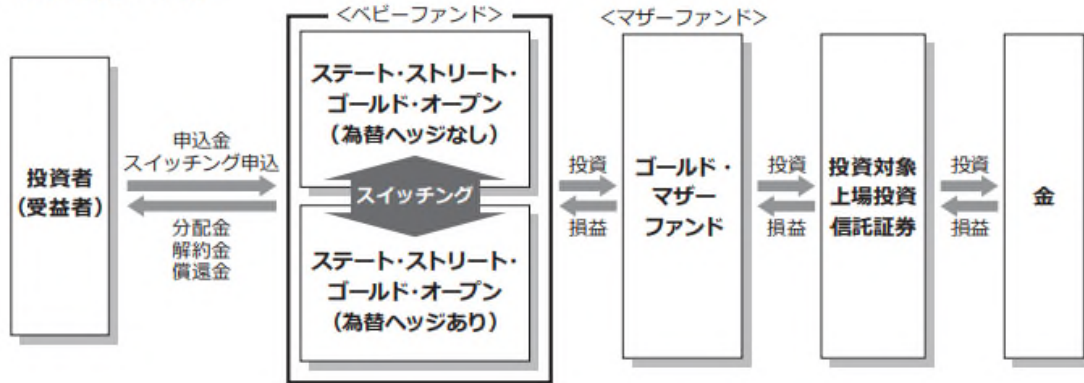 投資者
(受益者)
申込金
スイッチング申込
分配金
解約金
償還金
<ベビーファンド>
ステート・ストリート・
ゴールド・オープン
(為替ヘッジなし)
スイッチング
ステート・ストリート・
ゴールド・オープン
(為替ヘッジあり)
投資
損益
<マザーファンド>
ゴールド・
マザー
ファンド
投資
損益
投資対象
上場投資
信託証券
投資
損益
金